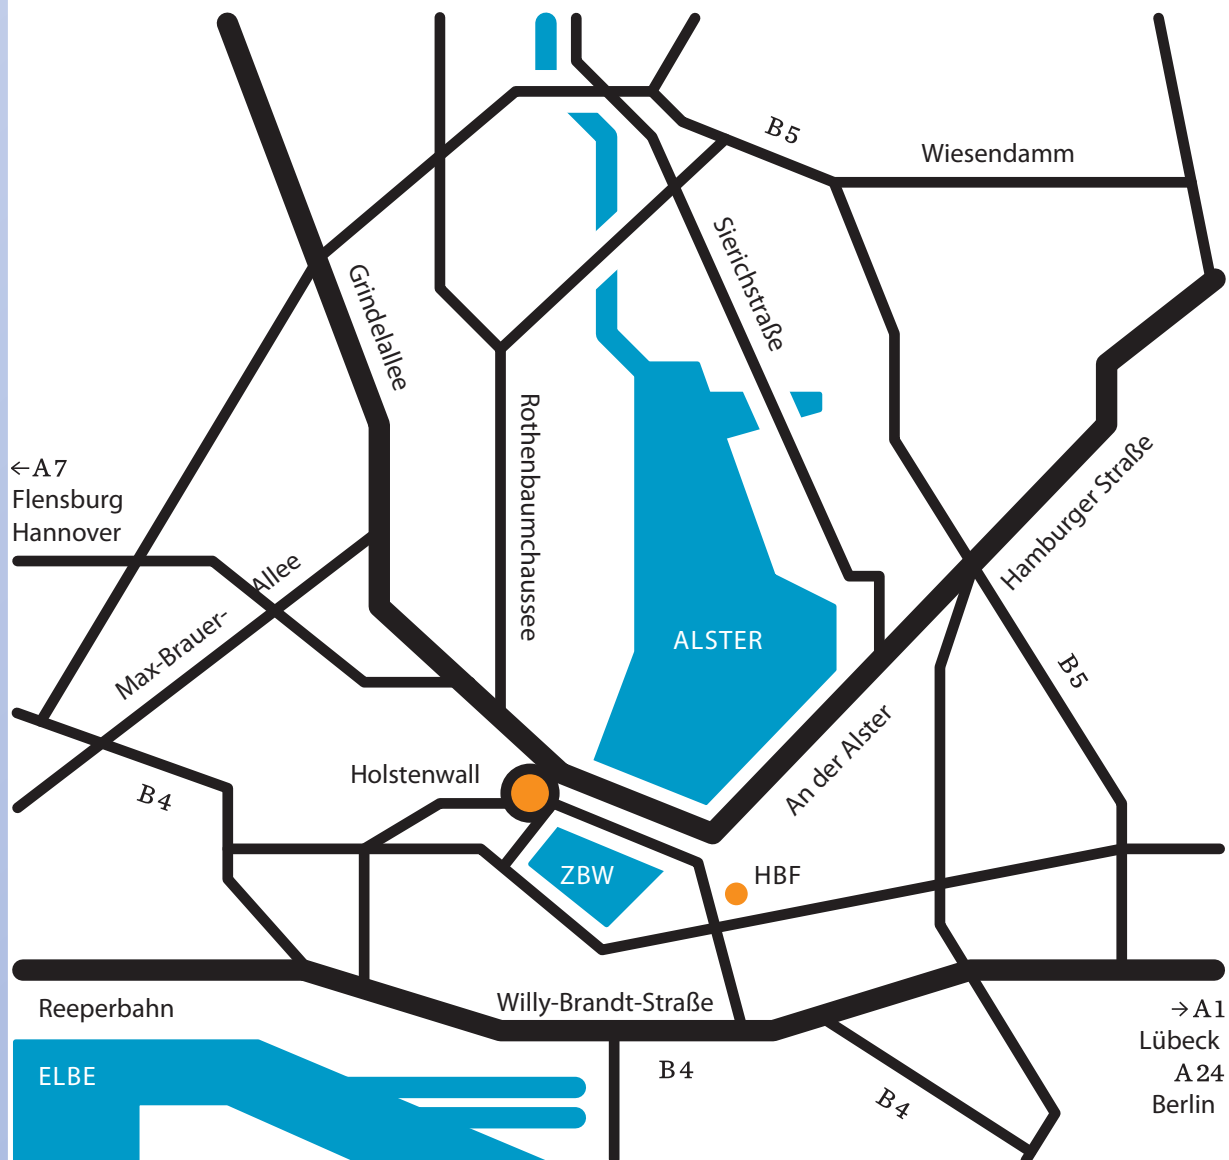 B5
Wiesendamm
Sierichstraße
Grindelallee
Rothenbaumchaussee
←A7
Flensburg
Hannover
Hamburger Straße
Max-Brauer-Allee
ALSTER
B5
An der Alster
Holstenwall
B4
ZBW
HBF
Reeperbahn
Willy-Brandt-Straße
→A1
Lübeck
A24
Berlin
ELBE
B4
B4